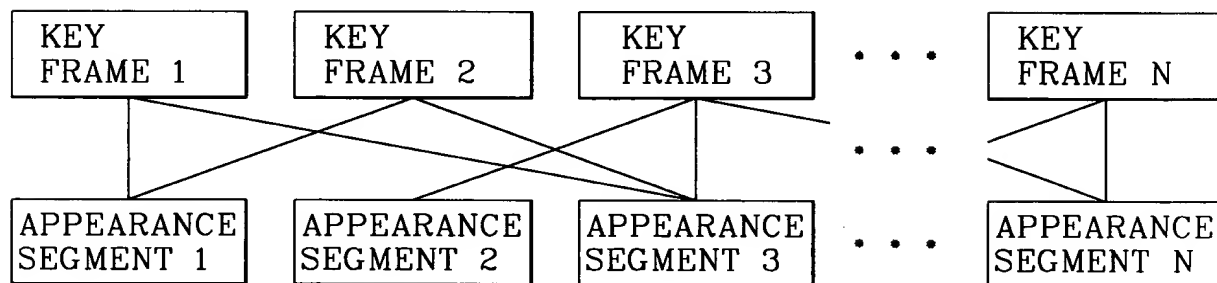 KEY
FRAME 1
KEY
FRAME 2
KEY
FRAME 3
• • •
KEY
FRAME N
• • •
APPEARANCE
SEGMENT 1
APPEARANCE
SEGMENT 2
APPEARANCE
SEGMENT 3
• • •
APPEARANCE
SEGMENT N